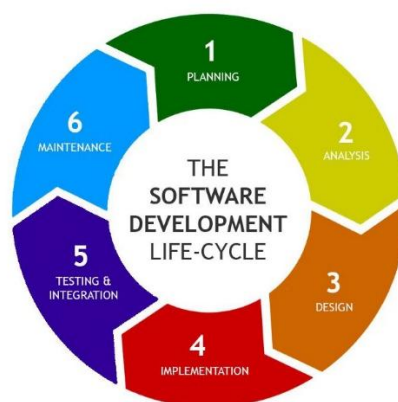 1
PLANNING
2
ANALYSIS
3
DESIGN
4
IMPLEMENTATION
5
TESTING &
INTEGRATION
6
MAINTENANCE
THE
SOFTWARE
DEVELOPMENT
LIFE-CYCLE